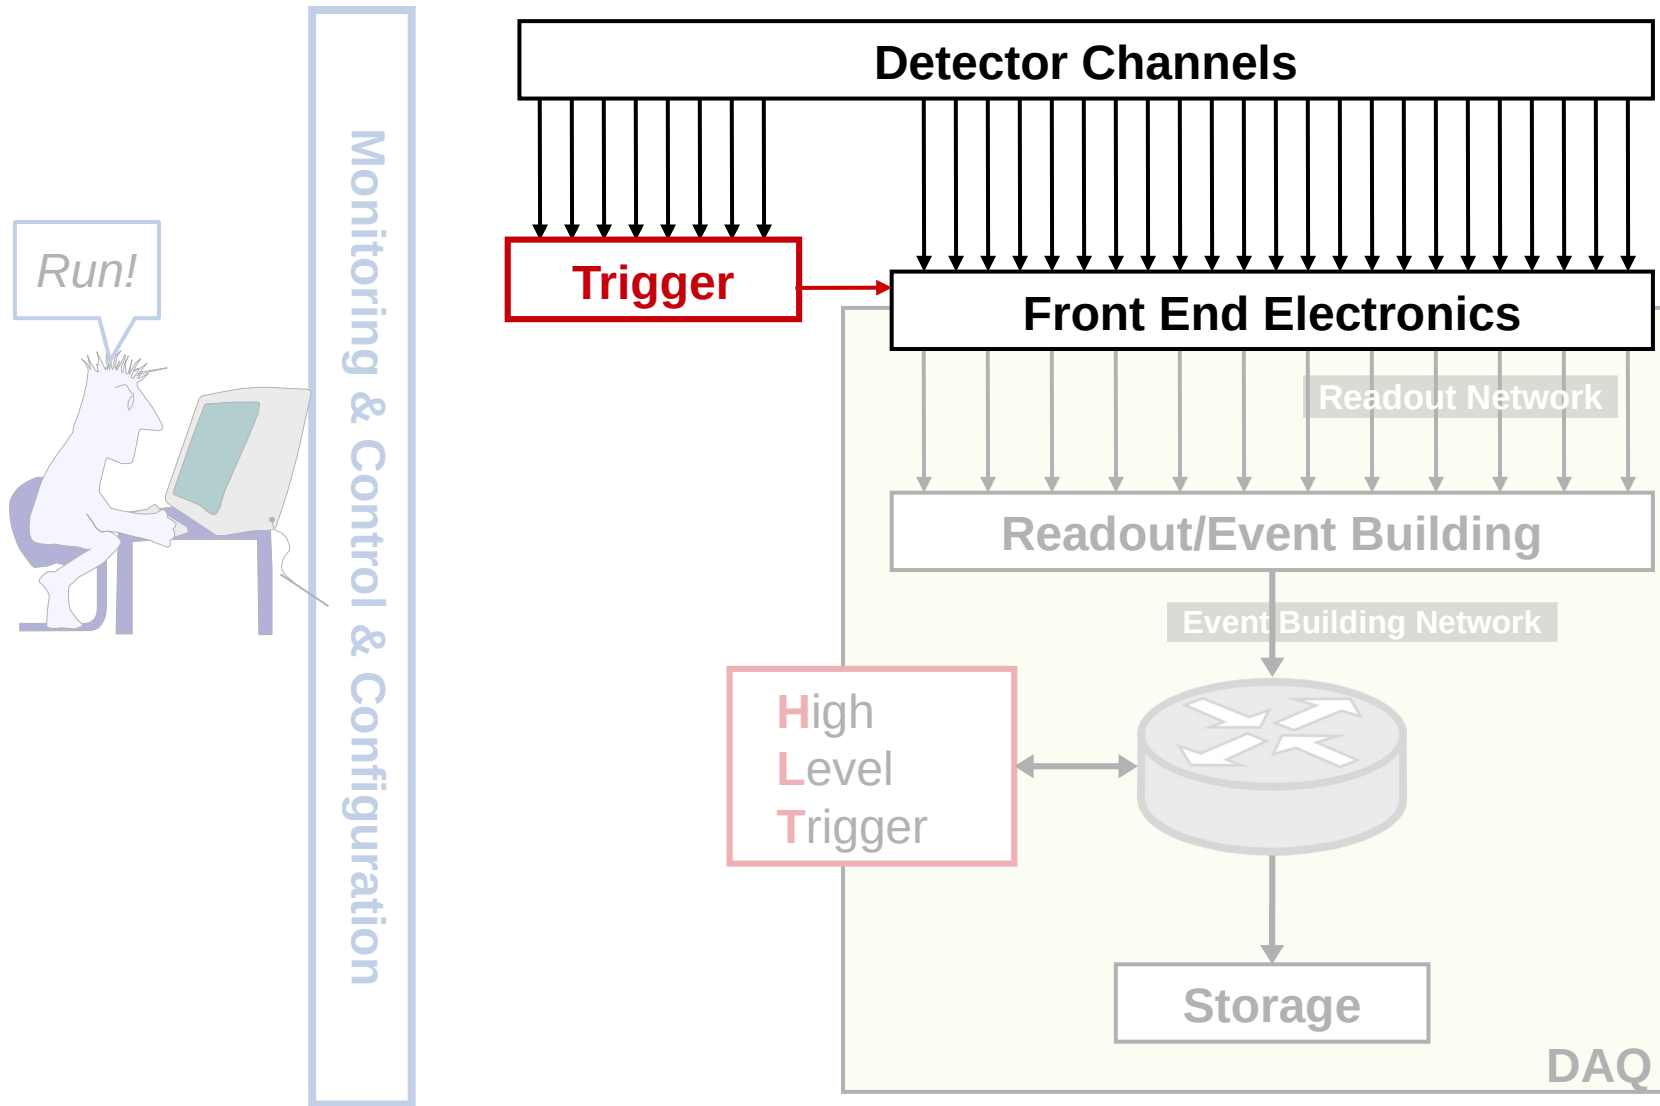 Detector Channels
Monitoring & Control & Configuration
Run!
Trigger
Front End Electronics
Readout Network
Readout/Event Building
Event Building Network
High
Level
Trigger
Storage
DAQ